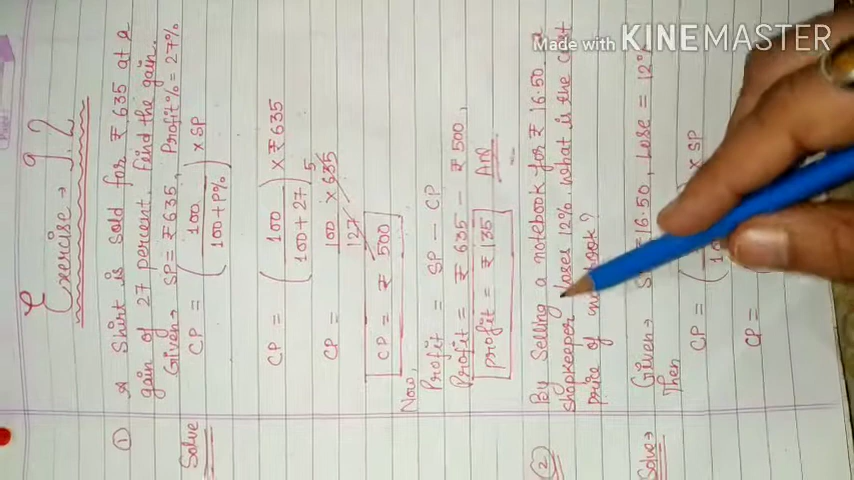 Made with KINEMASTER
Exercise → 9.2
① A Shirt is Sold for ₹ 635 at a
gain of 27 percent. Find the gain.
Given → SP = ₹ 635, Profit% = 27%
Solve
CP = (100 / 100 + P%) × SP
CP = (100 / 100 + 27) × ₹ 635
CP = 100 / 127 × 635 5
CP = ₹ 500
Now,
Profit = SP − CP
Profit = ₹ 635 − ₹ 500,
profit = ₹ 135 Ans
② By Selling a notebook for ₹ 16.50 a
Shopkeeper loses 12% what is the cost
price of notebook?
Solve → Given → 16.50, Lose = 12%
Then
CP = × SP
CP =